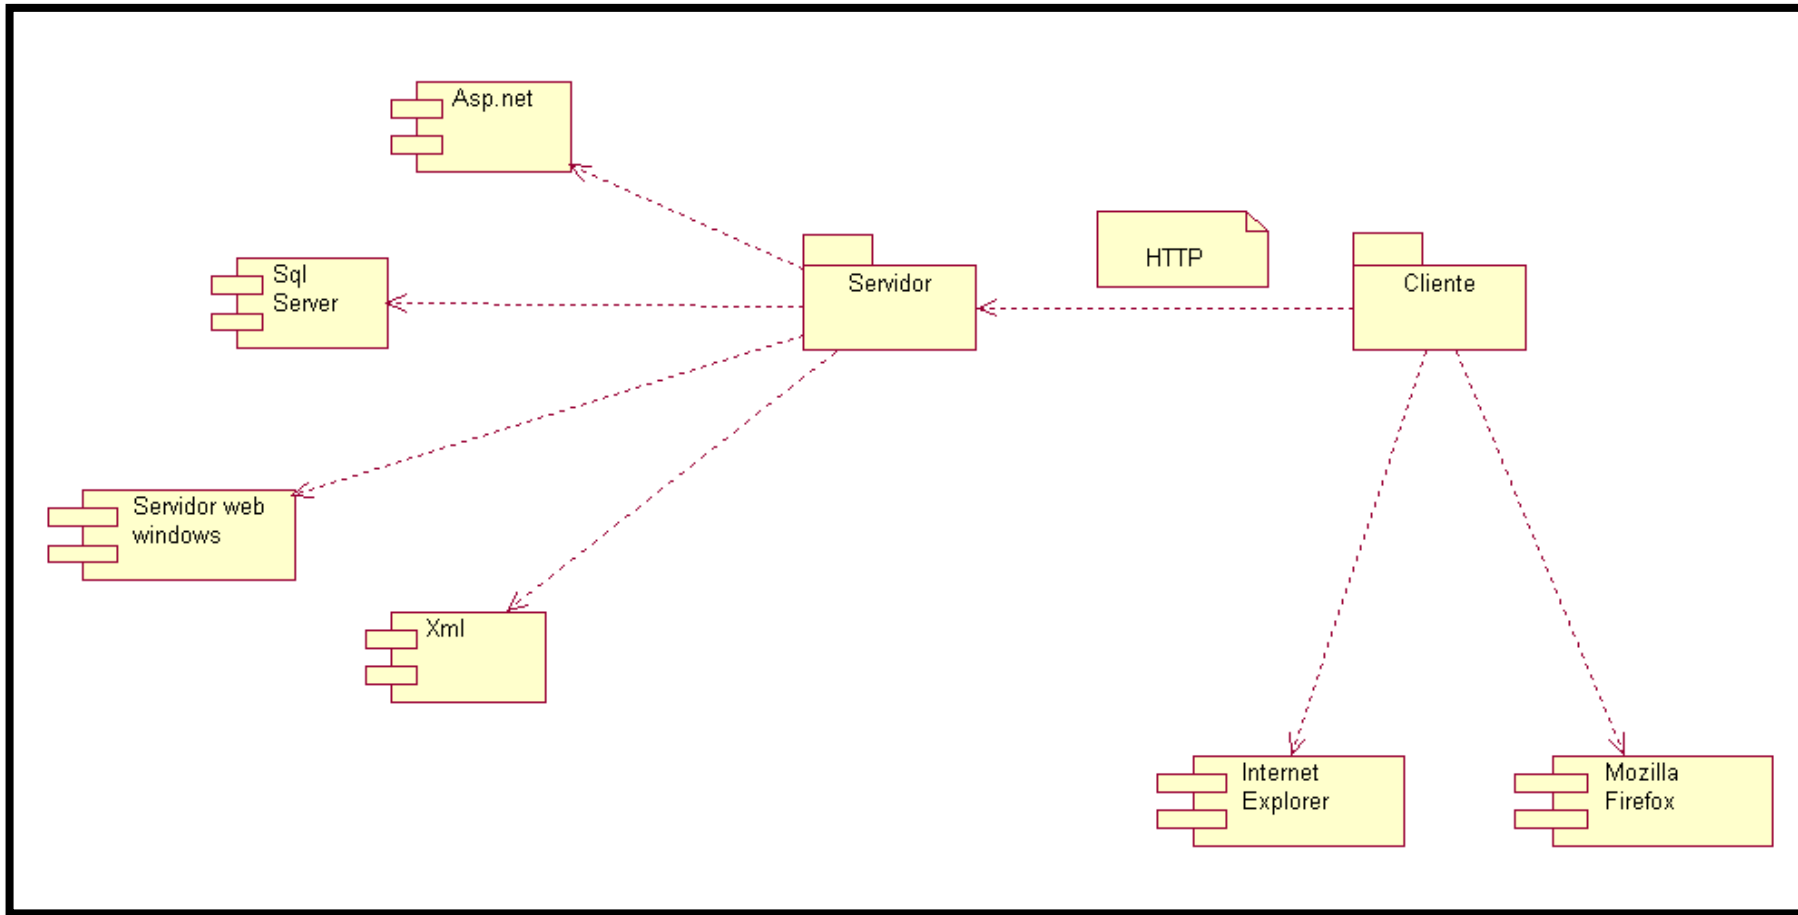 Asp.net
Sql
Server
Servidor web
windows
Xml
Servidor
HTTP
Cliente
Internet
Explorer
Mozilla
Firefox